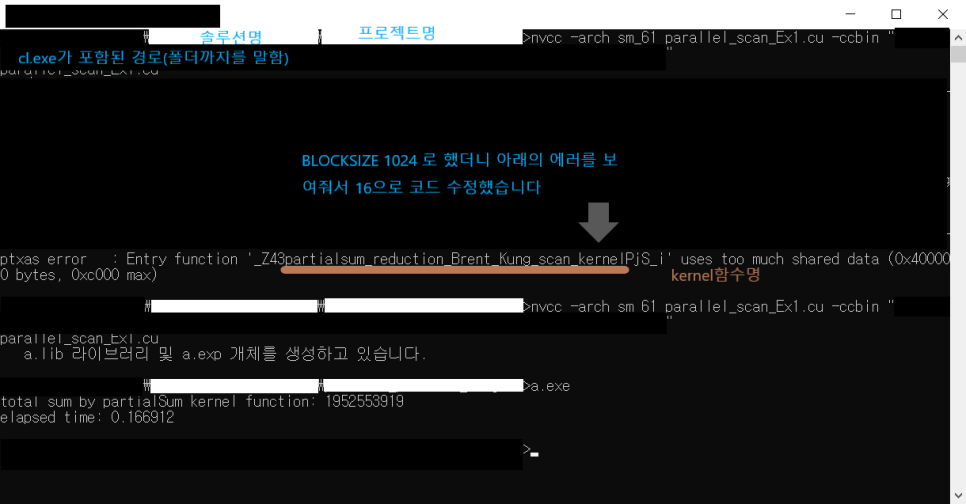 솔루션명
프로젝트명
>nvcc -arch sm_61 parallel_scan_Ex1.cu -ccbin "
cl.exe가 포함된 경로(폴더까지를 말함)
"
parallel_scan_Ex1.cu
BLOCKSIZE 1024 로 했더니 아래의 에러를 보
여줘서 16으로 코드 수정했습니다
ptxas error   : Entry function '_Z43partialsum_reduction_Brent_Kung_scan_kernelPjS_i' uses too much shared data (0x40000
0 bytes, 0xc000 max)
kernel함수명
>nvcc -arch sm_61 parallel_scan_Ex1.cu -ccbin "
"
parallel_scan_Ex1.cu
a.lib 라이브러리 및 a.exp 개체를 생성하고 있습니다.
>a.exe
total sum by partialSum kernel function: 1952553919
elapsed time: 0.166912
>